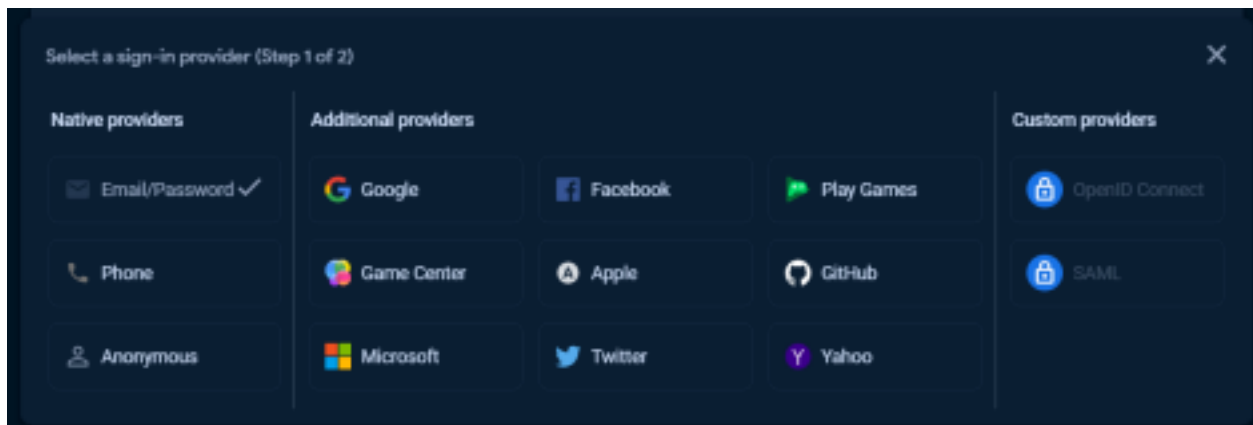 Select a sign-in provider (Step 1 of 2)
Native providers
Email/Password
Phone
Anonymous
Additional providers
Google
Facebook
Play Games
Game Center
Apple
GitHub
Microsoft
Twitter
Yahoo
Custom providers
OpenID Connect
SAML